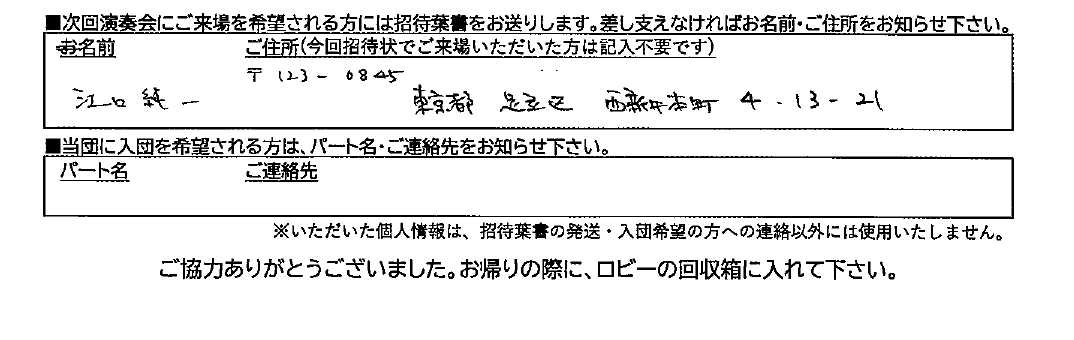 ■次回演奏会にご来場を希望される方には招待葉書をお送りします。差し支えなければお名前・ご住所をお知らせ下さい。
お名前 ご住所(今回招待状でご来場いただいた方は記入不要です)
〒123-0845
江口純一 東京都 足立区 西新井本町 4-13-21
■当団に入団を希望される方は、パート名・ご連絡先をお知らせ下さい。
パート名 ご連絡先
※いただいた個人情報は、招待葉書の発送・入団希望の方への連絡以外には使用いたしません。
ご協力ありがとうございました。お帰りの際に、ロビーの回収箱に入れて下さい。